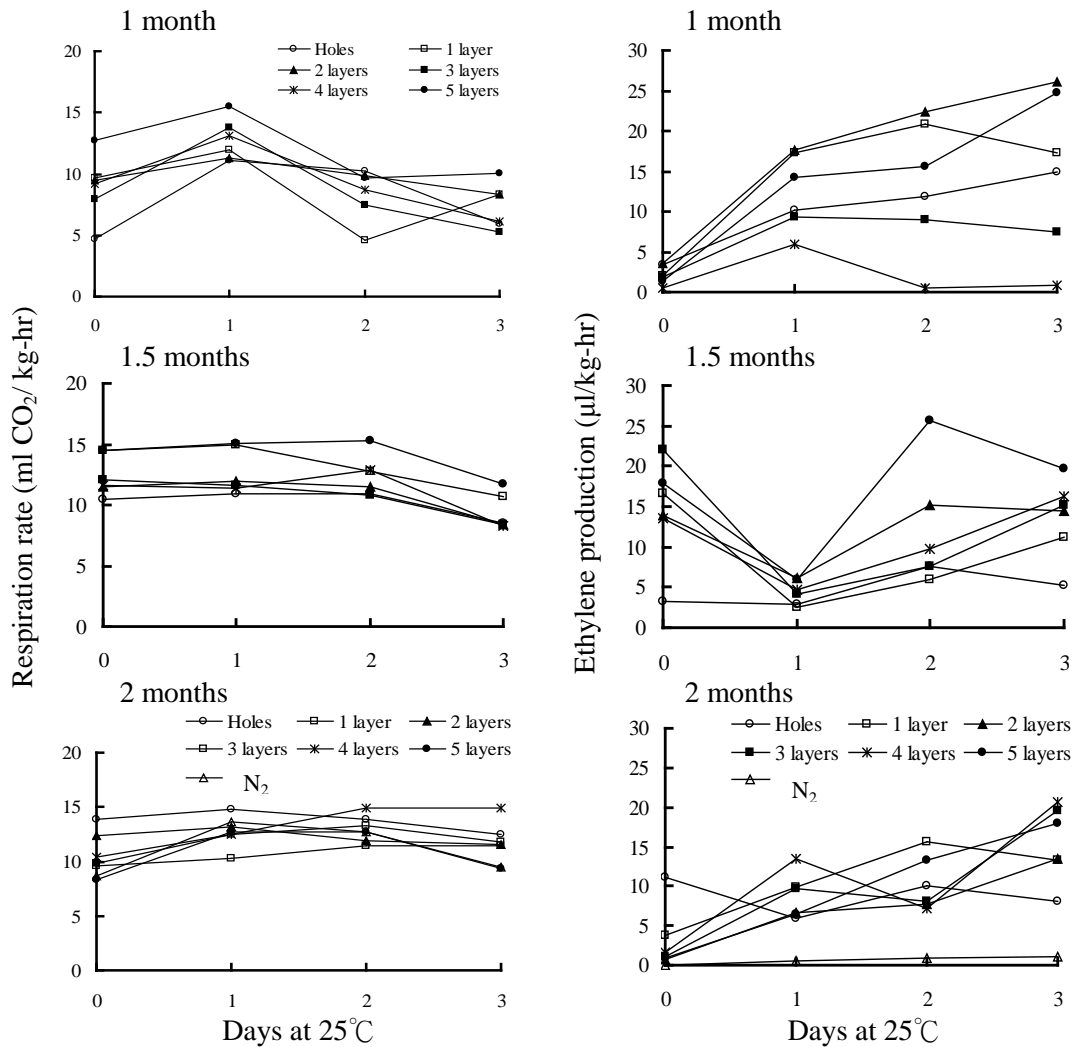 1 month
20
15
10
5
0
Holes
1 layer
2 layers
3 layers
4 layers
5 layers
0 1 2 3
1 month
30
25
20
15
10
5
0
0 1 2 3
Respiration rate (ml CO₂/ kg-hr)
1.5 months
20
15
10
5
0
0 1 2 3
Ethylene production (µl/kg-hr)
1.5 months
30
25
20
15
10
5
0
0 1 2 3
2 months
Holes
1 layer
2 layers
3 layers
4 layers
5 layers
N₂
20
15
10
5
0
0 1 2 3
Days at 25℃
2 months
Holes
1 layer
2 layers
3 layers
4 layers
5 layers
N₂
30
25
20
15
10
5
0
0 1 2 3
Days at 25℃